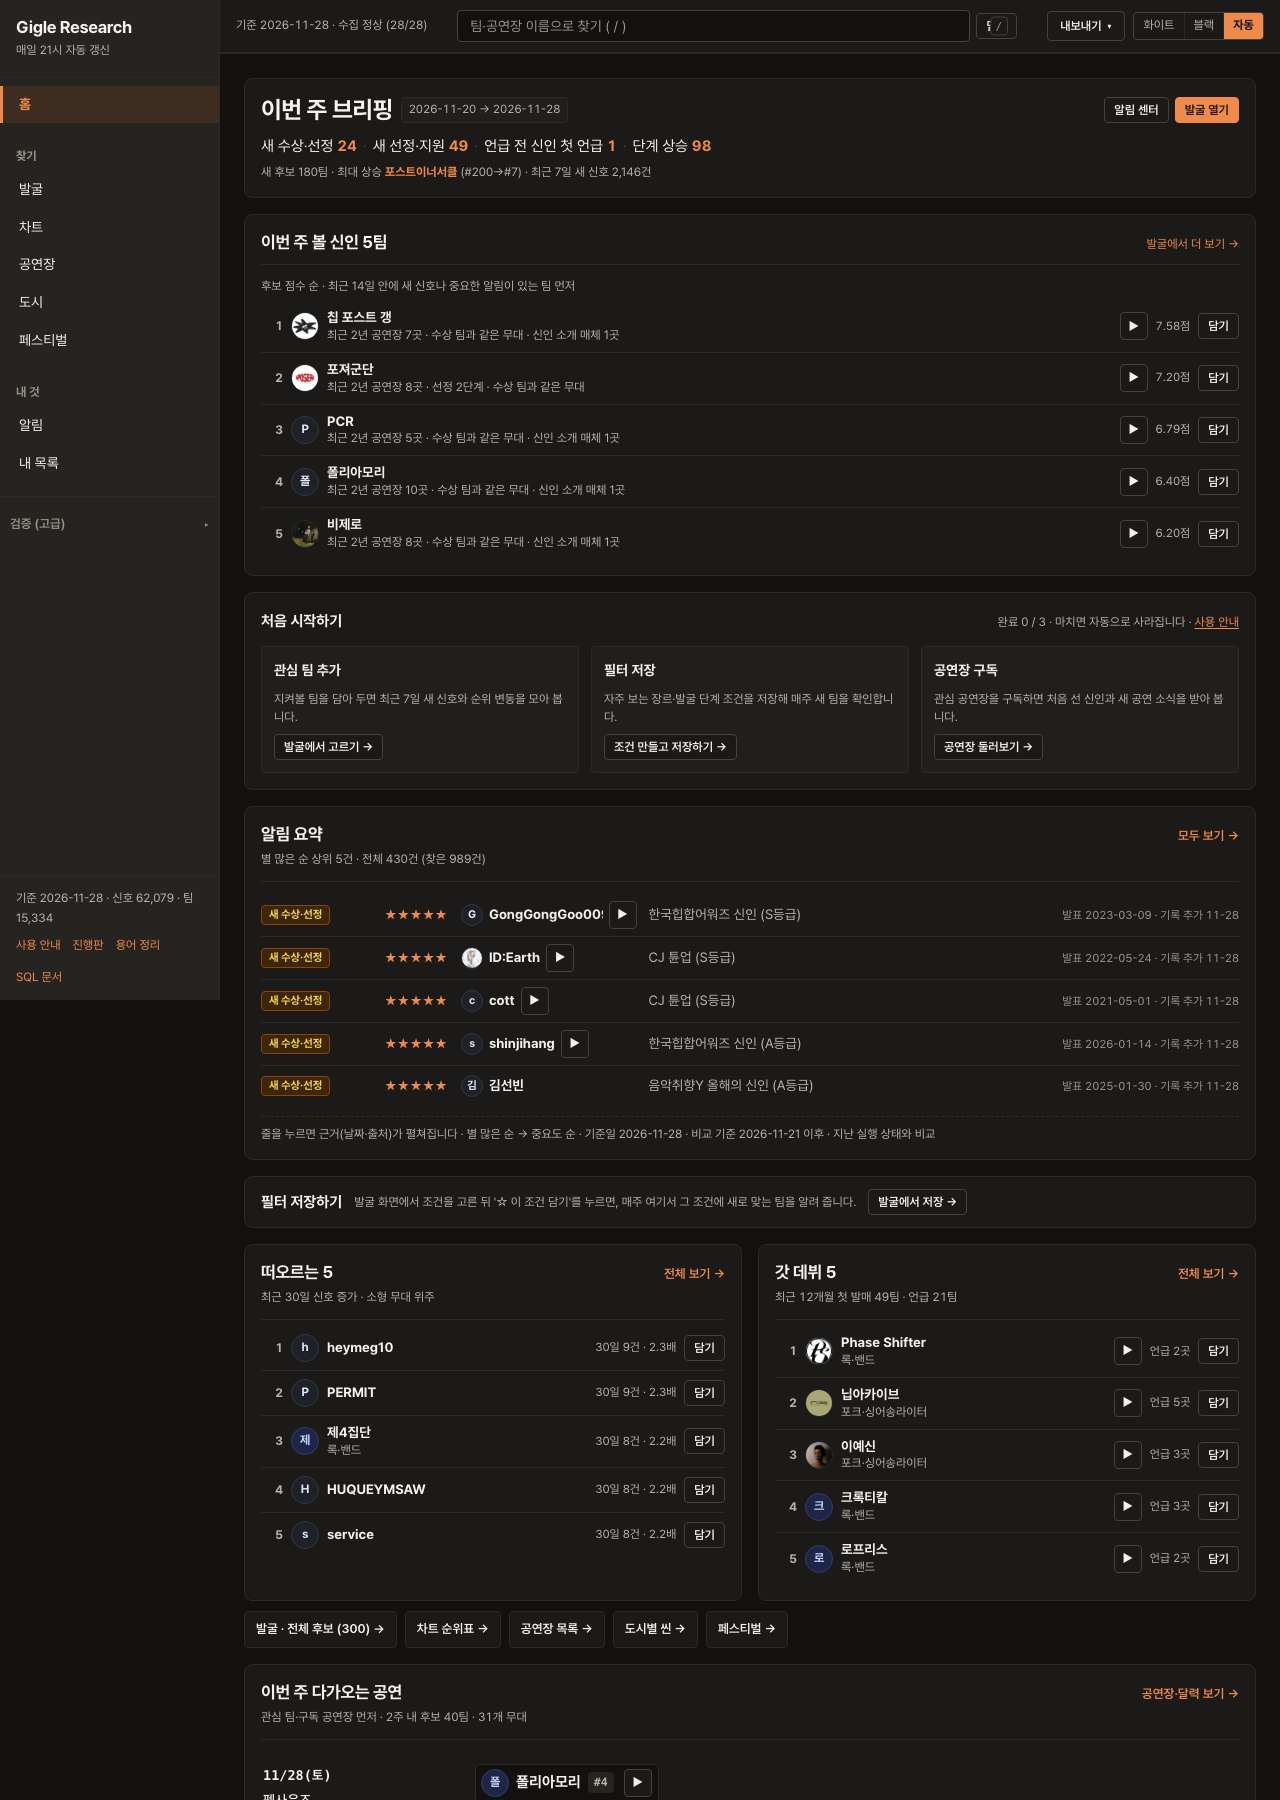 Gigle Research
매일 21시 자동 갱신
홈
찾기
발굴
차트
공연장
도시
페스티벌
내 것
알림
내 목록
검증 (고급)
기준 2026-11-28 · 신호 62,079 · 팀
15,334
사용 안내 진행판 용어 정리
SQL 문서
기준 2026-11-28 · 수집 정상 (28/28)
팀·공연장 이름으로 찾기 ( / )
/
내보내기 ▾
화이트 블랙 자동
이번 주 브리핑 2026-11-20 → 2026-11-28
알림 센터 발굴 열기
새 수상·선정 24 · 새 선정·지원 49 · 언급 전 신인 첫 언급 1 · 단계 상승 98
새 후보 180팀 · 최대 상승 포스트이너서클 (#200→#7) · 최근 7일 새 신호 2,146건
이번 주 볼 신인 5팀
발굴에서 더 보기 →
후보 점수 순 · 최근 14일 안에 새 신호나 중요한 알림이 있는 팀 먼저
1 칩 포스트 갱
최근 2년 공연장 7곳 · 수상 팀과 같은 무대 · 신인 소개 매체 1곳
▶ 7.58점 담기
2 포져군단
최근 2년 공연장 8곳 · 선정 2단계 · 수상 팀과 같은 무대
▶ 7.20점 담기
3 P PCR
최근 2년 공연장 5곳 · 수상 팀과 같은 무대 · 신인 소개 매체 1곳
▶ 6.79점 담기
4 폴 폴리아모리
최근 2년 공연장 10곳 · 수상 팀과 같은 무대 · 신인 소개 매체 1곳
▶ 6.40점 담기
5 비제로
최근 2년 공연장 8곳 · 수상 팀과 같은 무대 · 신인 소개 매체 1곳
▶ 6.20점 담기
처음 시작하기
완료 0 / 3 · 마치면 자동으로 사라집니다 · 사용 안내
관심 팀 추가
지켜볼 팀을 담아 두면 최근 7일 새 신호와 순위 변동을 모아 봅
니다.
발굴에서 고르기 →
필터 저장
자주 보는 장르·발굴 단계 조건을 저장해 매주 새 팀을 확인합니
다.
조건 만들고 저장하기 →
공연장 구독
관심 공연장을 구독하면 처음 선 신인과 새 공연 소식을 받아 봅
니다.
공연장 둘러보기 →
알림 요약
모두 보기 →
별 많은 순 상위 5건 · 전체 430건 (찾은 989건)
새 수상·선정 ★★★★★ G GongGongGoo009 ▶ 한국힙합어워즈 신인 (S등급) 발표 2023-03-09 · 기록 추가 11-28
새 수상·선정 ★★★★★ ID:Earth ▶ CJ 튠업 (S등급) 발표 2022-05-24 · 기록 추가 11-28
새 수상·선정 ★★★★★ c cott ▶ CJ 튠업 (S등급) 발표 2021-05-01 · 기록 추가 11-28
새 수상·선정 ★★★★★ s shinjihang ▶ 한국힙합어워즈 신인 (A등급) 발표 2026-01-14 · 기록 추가 11-28
새 수상·선정 ★★★★★ 김 김선빈 음악취향Y 올해의 신인 (A등급) 발표 2025-01-30 · 기록 추가 11-28
줄을 누르면 근거(날짜·출처)가 펼쳐집니다 · 별 많은 순 → 중요도 순 · 기준일 2026-11-28 · 비교 기준 2026-11-21 이후 · 지난 실행 상태와 비교
필터 저장하기 발굴 화면에서 조건을 고른 뒤 '☆ 이 조건 담기'를 누르면, 매주 여기서 그 조건에 새로 맞는 팀을 알려 줍니다. 발굴에서 저장 →
떠오르는 5
전체 보기 →
최근 30일 신호 증가 · 소형 무대 위주
1 h heymeg10 30일 9건 · 2.3배 담기
2 P PERMIT 30일 9건 · 2.3배 담기
3 제 제4집단
록·밴드
30일 8건 · 2.2배 담기
4 H HUQUEYMSAW 30일 8건 · 2.2배 담기
5 s service 30일 8건 · 2.2배 담기
갓 데뷔 5
전체 보기 →
최근 12개월 첫 발매 49팀 · 언급 21팀
1 Phase Shifter
록·밴드
▶ 언급 2곳 담기
2 닙아카이브
포크·싱어송라이터
▶ 언급 5곳 담기
3 이예신
포크·싱어송라이터
▶ 언급 3곳 담기
4 크 크록티칼
록·밴드
▶ 언급 3곳 담기
5 로 로프리스
록·밴드
▶ 언급 2곳 담기
발굴 · 전체 후보 (300) → 차트 순위표 → 공연장 목록 → 도시별 씬 → 페스티벌 →
이번 주 다가오는 공연
공연장·달력 보기 →
관심 팀·구독 공연장 먼저 · 2주 내 후보 40팀 · 31개 무대
11/28(토)
폴 폴리아모리 #4 ▶